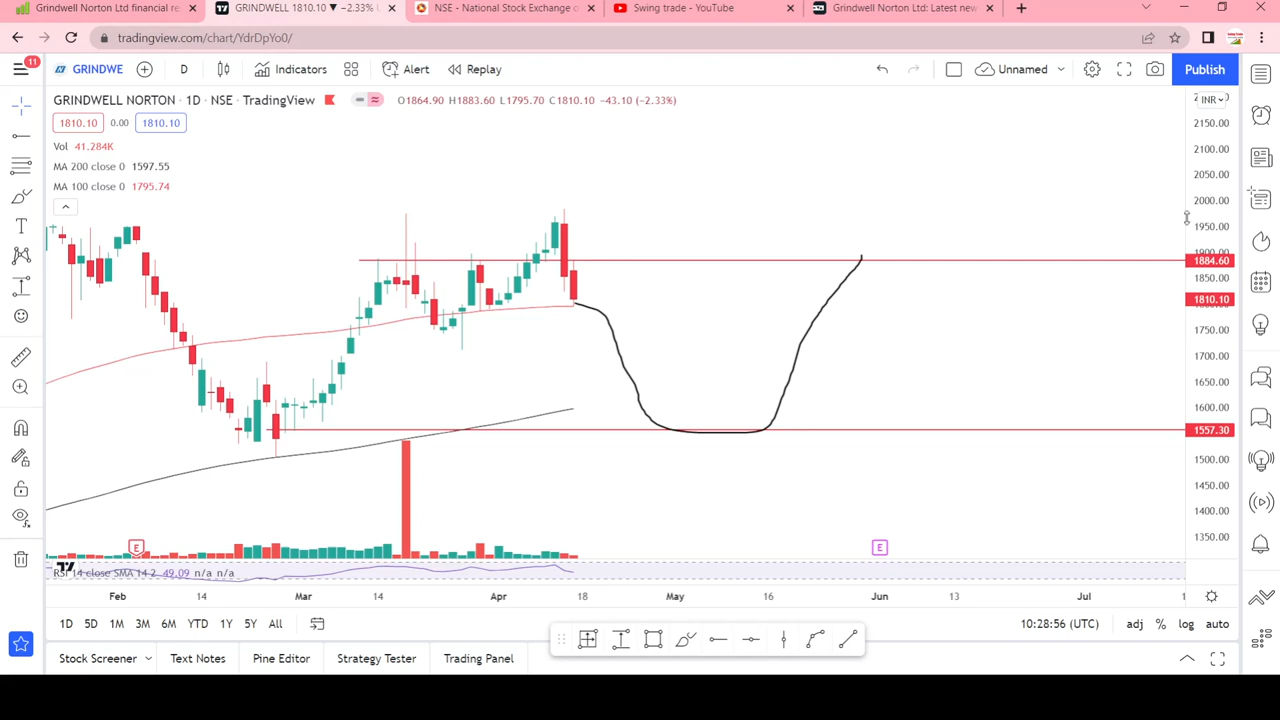 Grindwell Norton Ltd financial re
GRINDWELL 1810.10 ▼ −2.33%
NSE - National Stock Exchange o
Swing trade - YouTube
Grindwell Norton Ltd: Latest new
tradingview.com/chart/YdrDpYo0/
11
GRINDWE
D
Indicators
Alert
Replay
Unnamed
Publish
GRINDWELL NORTON · 1D · NSE · TradingView
O1864.90 H1883.60 L1795.70 C1810.10 −43.10 (−2.33%)
INR
1810.10 0.00 1810.10
Vol 41.284K
MA 200 close 0 1597.55
MA 100 close 0 1795.74
2150.00
2100.00
2050.00
2000.00
1950.00
1884.60
1850.00
1810.10
1750.00
1700.00
1650.00
1600.00
1557.30
1500.00
1450.00
1400.00
1350.00
E
E
RSI 14 close SMA 14 2 49.09 n/a n/a
Feb 14 Mar 14 Apr 18 May 16 Jun 13 Jul
1D 5D 1M 3M 6M YTD 1Y 5Y All
10:28:56 (UTC)
adj % log auto
Stock Screener
Text Notes
Pine Editor
Strategy Tester
Trading Panel